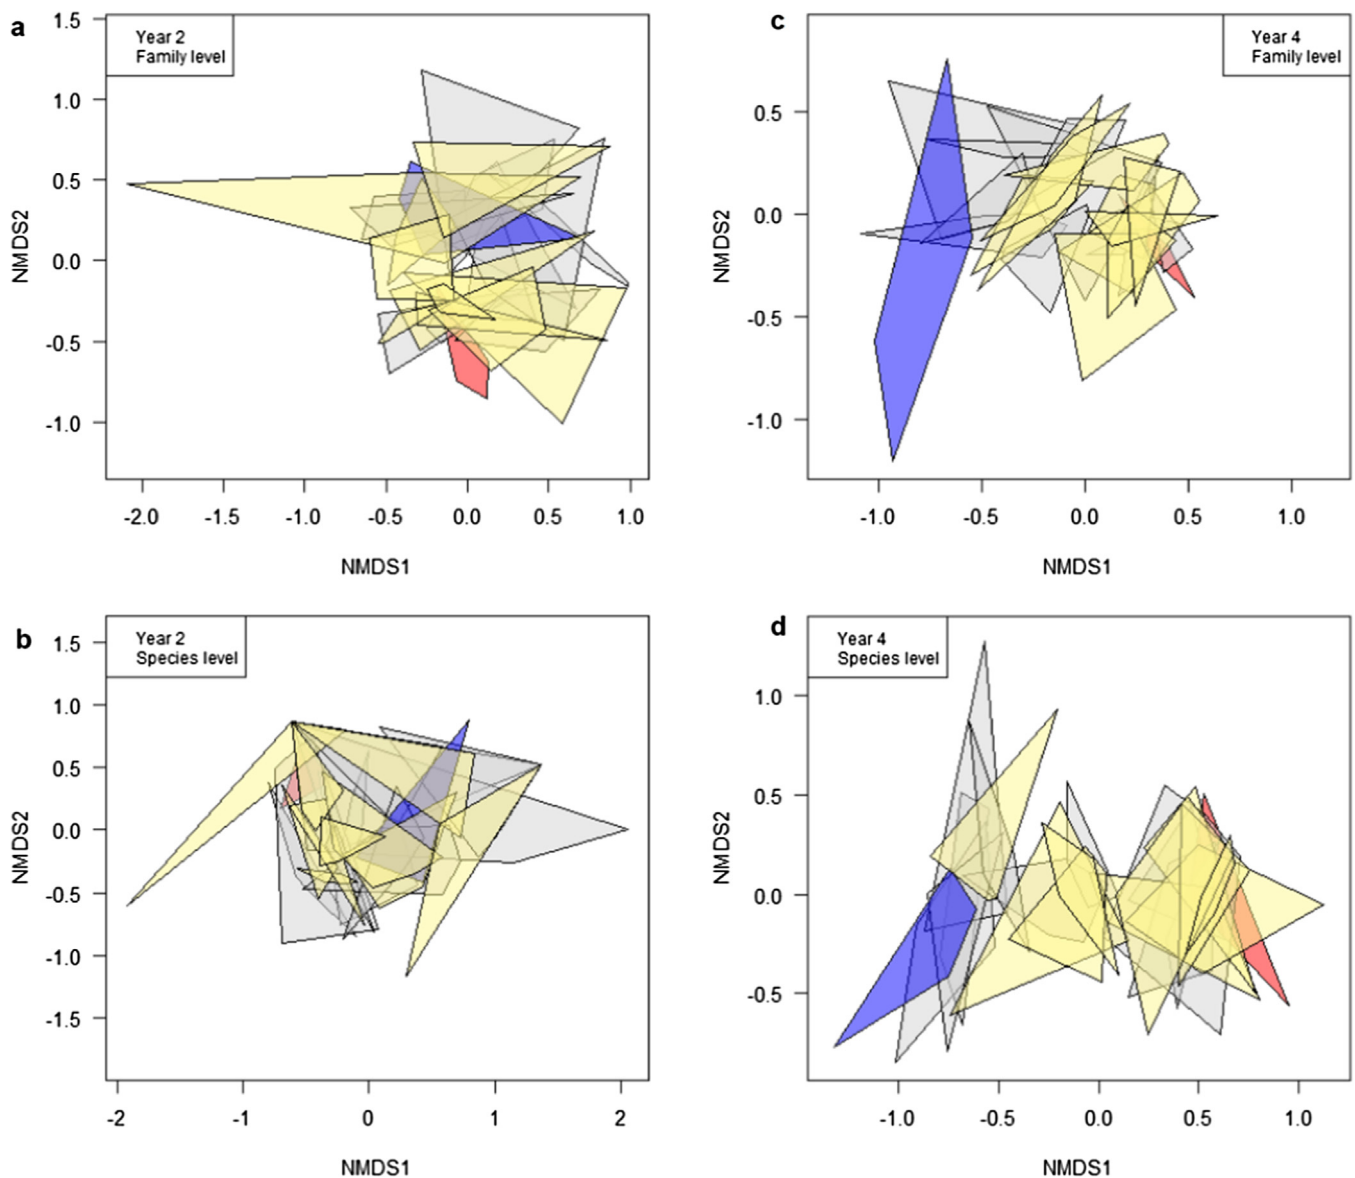 a
Year 2
Family level
1.5
1.0
0.5
0.0
-0.5
-1.0
NMDS2
-2.0 -1.5 -1.0 -0.5 0.0 0.5 1.0
NMDS1
c
Year 4
Family level
0.5
0.0
-0.5
-1.0
NMDS2
-1.0 -0.5 0.0 0.5 1.0
NMDS1
b
Year 2
Species level
1.5
1.0
0.5
0.0
-0.5
-1.0
-1.5
NMDS2
-2 -1 0 1 2
NMDS1
d
Year 4
Species level
1.0
0.5
0.0
-0.5
NMDS2
-1.0 -0.5 0.0 0.5 1.0
NMDS1